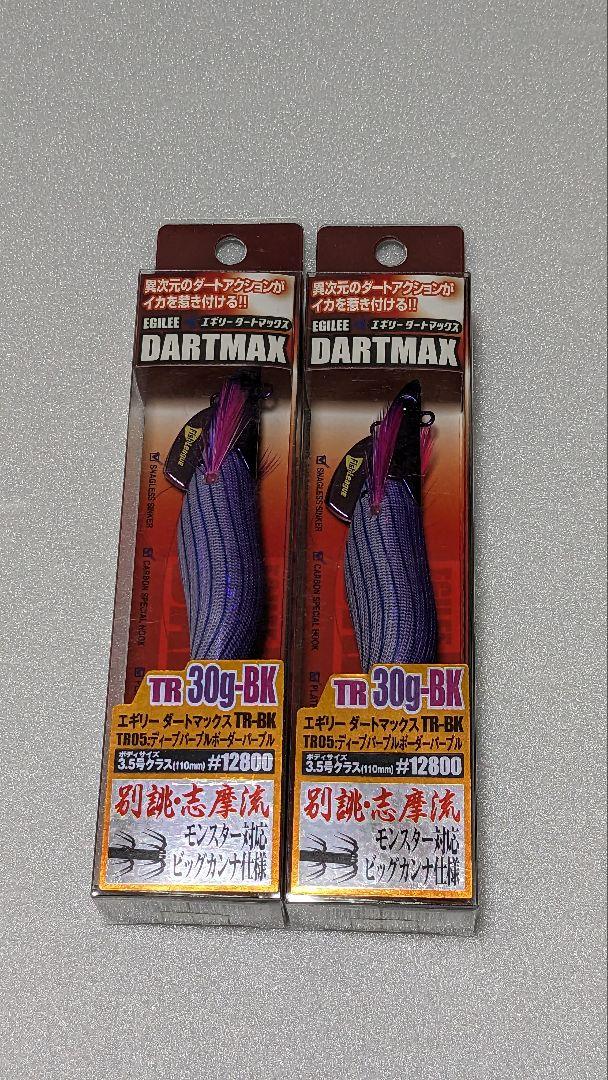 異次元のダートアクションが
イカを惹き付ける!!
EGILEE エギリー ダートマックス
DARTMAX
FishLeague
SNAGLESS SINKER
CARBON SPECIAL HOOK
TR 30g-BK
エギリー ダートマックス TR-BK
TR05:ディープパープルボーダーパープル
ボディサイズ
3.5号クラス(110mm) #12800
別誂・志摩流
モンスター対応
ビッグカンナ仕様
異次元のダートアクションが
イカを惹き付ける!!
EGILEE エギリー ダートマックス
DARTMAX
FishLeague
SNAGLESS SINKER
CARBON SPECIAL HOOK
TR 30g-BK
エギリー ダートマックス TR-BK
TR05:ディープパープルボーダーパープル
ボディサイズ
3.5号クラス(110mm) #12800
別誂・志摩流
モンスター対応
ビッグカンナ仕様